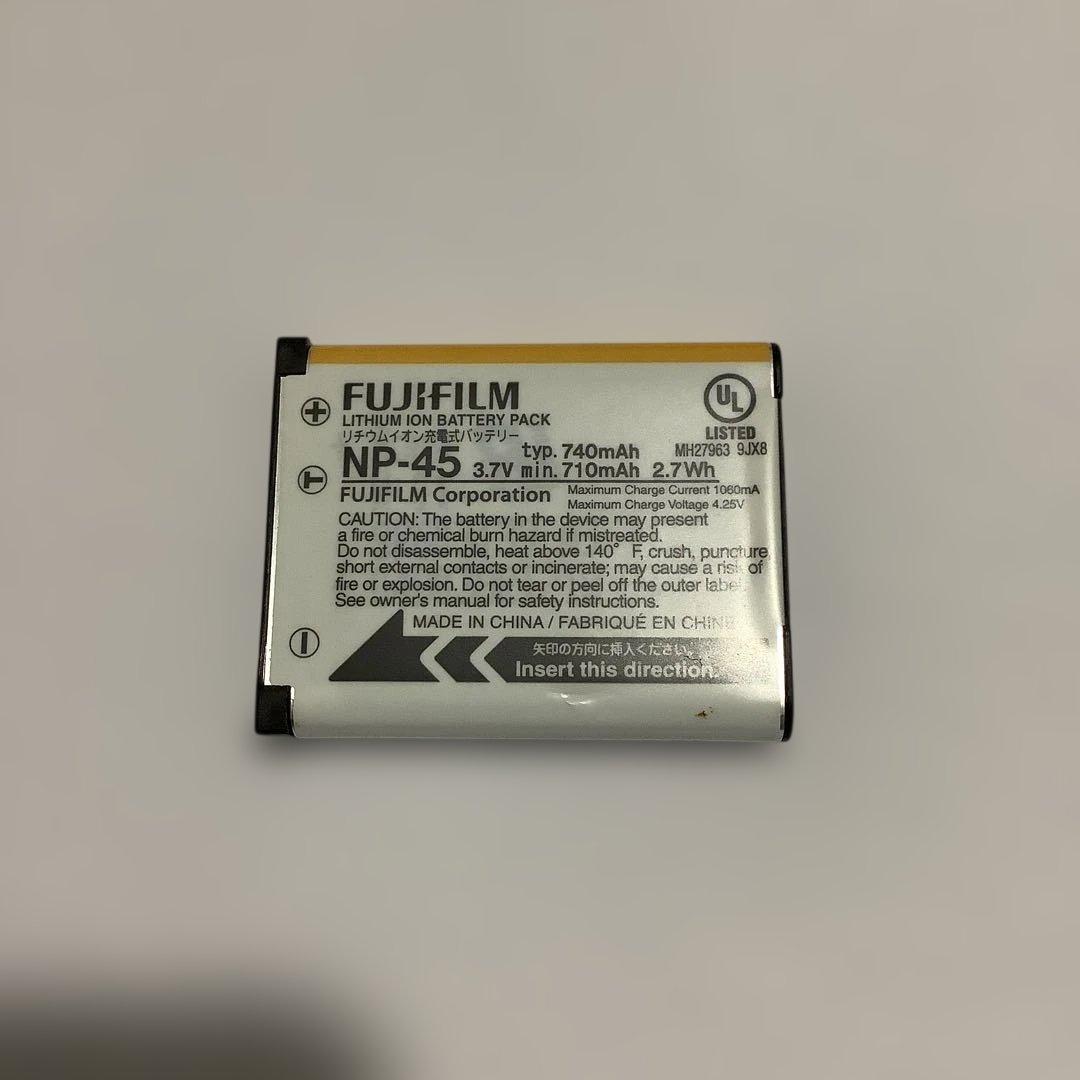 FUJIFILM
LITHIUM ION BATTERY PACK
リチウムイオン充電式バッテリー
NP-45 3.7V typ. 740mAh min. 710mAh 2.7Wh
UL
LISTED
MH27963 9JX8
FUJIFILM Corporation
Maximum Charge Current 1060mA
Maximum Charge Voltage 4.25V
+
T
−
CAUTION: The battery in the device may present
a fire or chemical burn hazard if mistreated.
Do not disassemble, heat above 140° F, crush, puncture,
short external contacts or incinerate; may cause a risk of
fire or explosion. Do not tear or peel off the outer label.
See owner's manual for safety instructions.
MADE IN CHINA / FABRIQUÉ EN CHINE
矢印の方向に挿入ください。
Insert this direction.